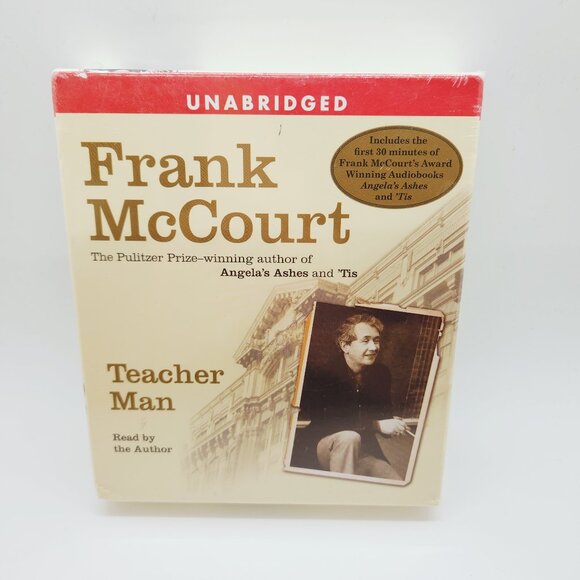 UNABRIDGED
Includes the
first 30 minutes of
Frank McCourt's Award
Winning Audiobooks
Angela's Ashes
and 'Tis
Frank
McCourt
The Pulitzer Prize–winning author of
Angela's Ashes and 'Tis
Teacher
Man
Read by
the Author